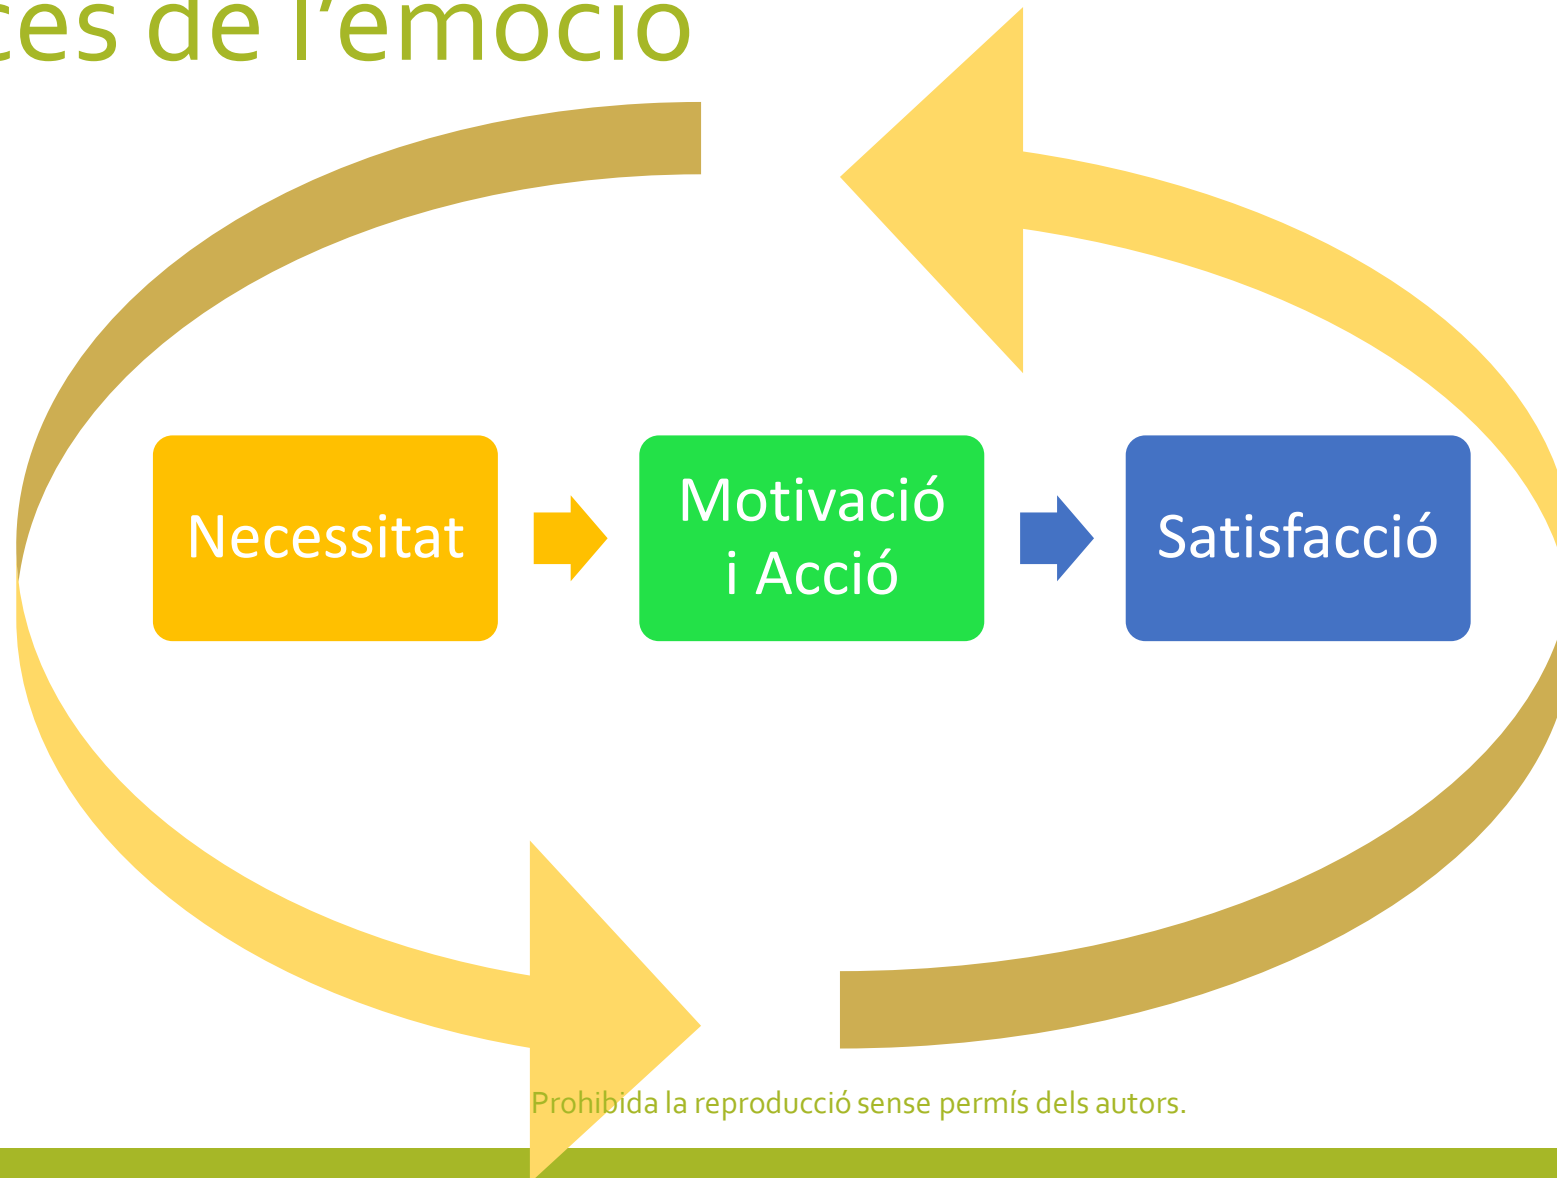 ces de l'emoció
Necessitat
Motivació
i Acció
Satisfacció
Prohibida la reproducció sense permís dels autors.